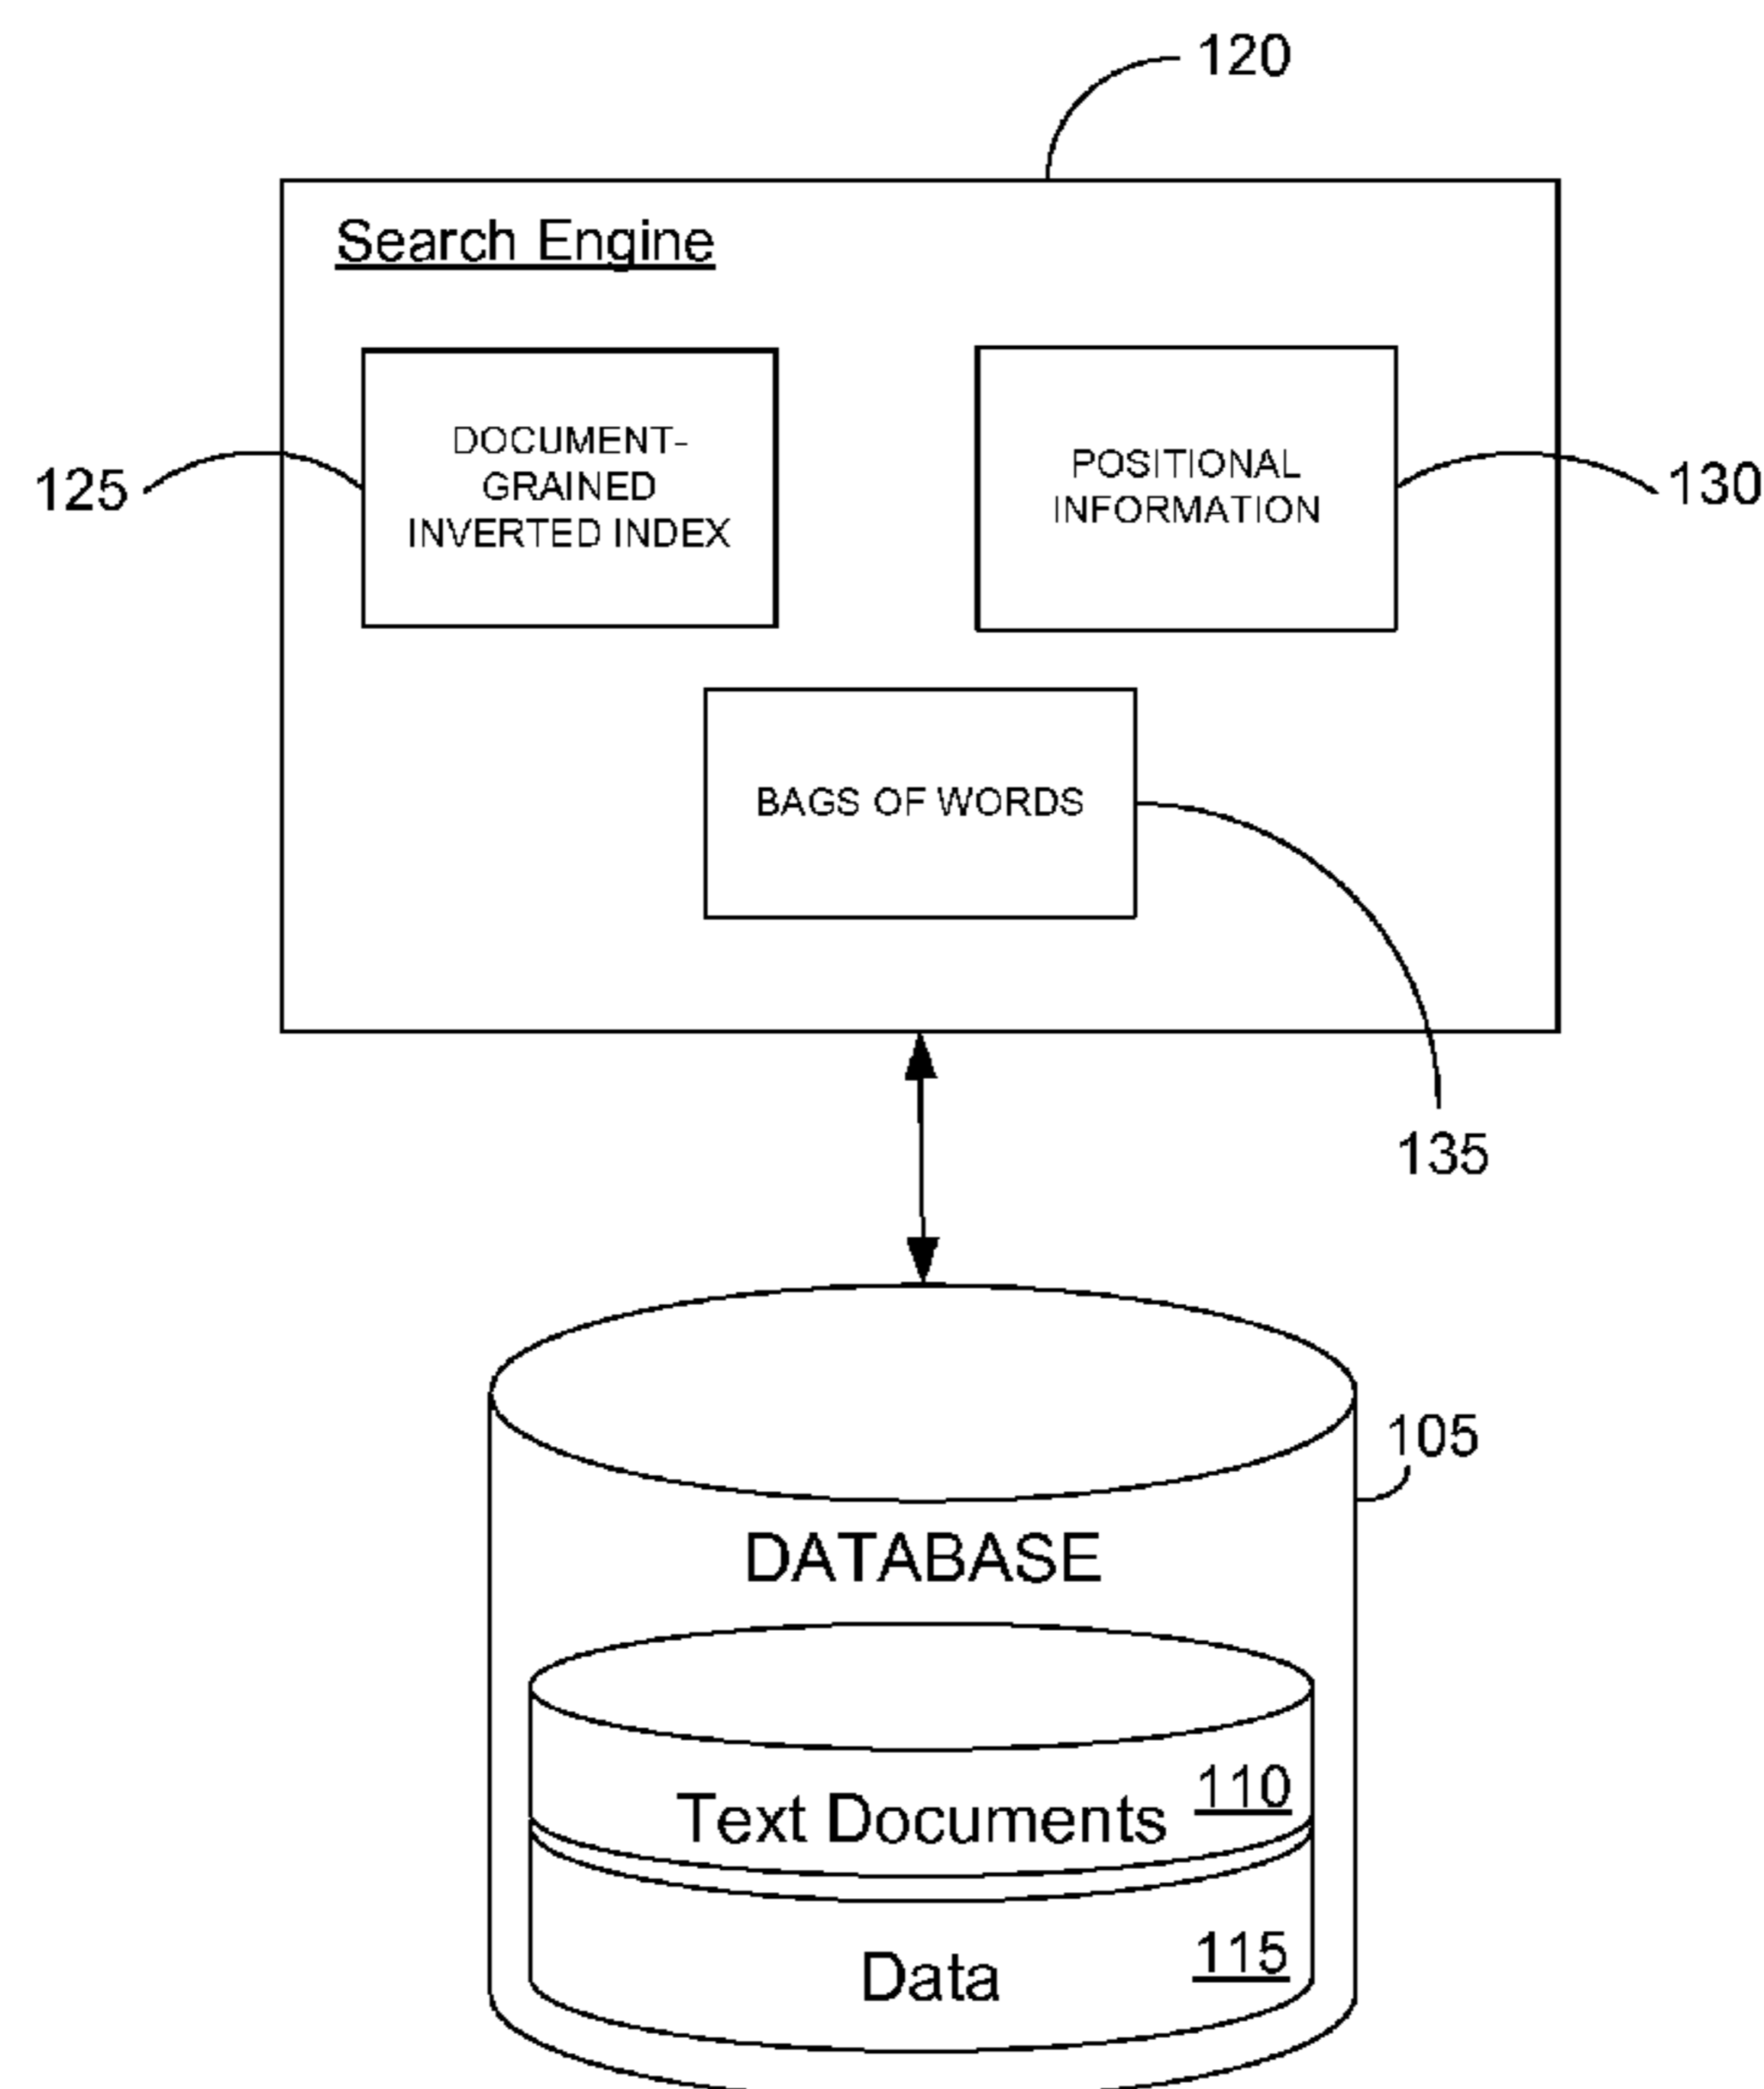 120
Search Engine
DOCUMENT-
GRAINED
INVERTED INDEX
125
POSITIONAL
INFORMATION
130
BAGS OF WORDS
135
105
DATABASE
Text Documents 110
Data 115